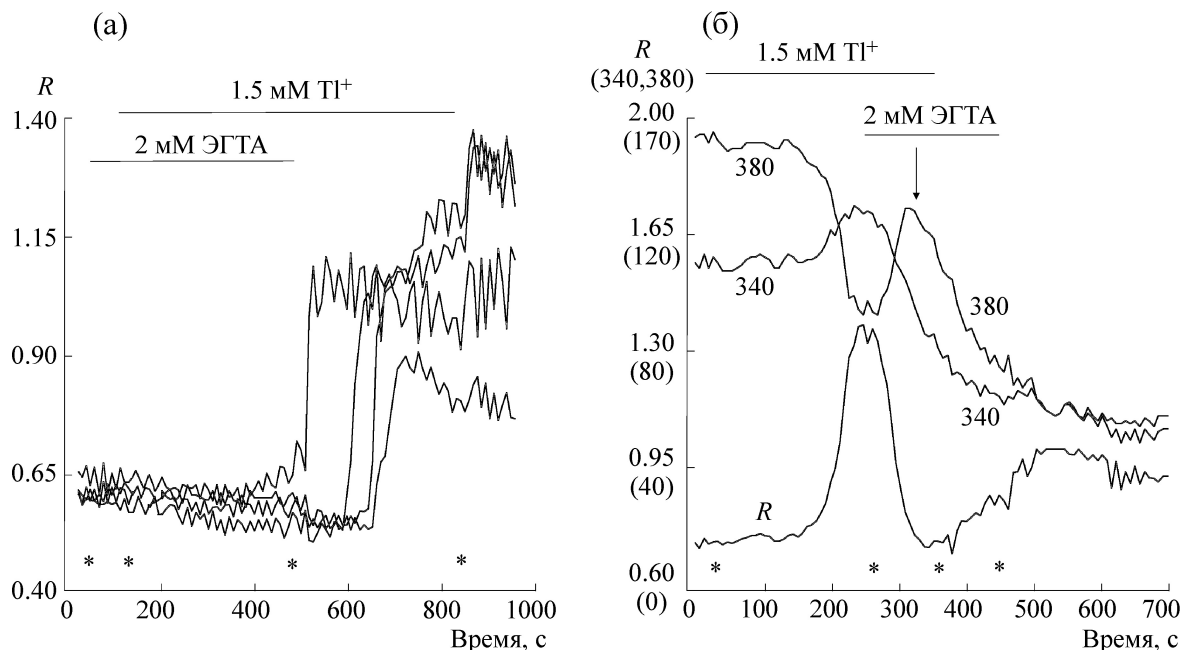 (а)
R
1.5 мМ Tl+
2 мМ ЭГТА
1.40
1.15
0.90
0.65
0.40
* * * *
0 200 400 600 800 1000
Время, с
(б)
R
(340,380)
1.5 мМ Tl+
2 мМ ЭГТА
2.00
(170)
1.65
(120)
1.30
(80)
0.95
(40)
0.60
(0)
380
340
380
340
R
* * * *
0 100 200 300 400 500 600 700
Время, с